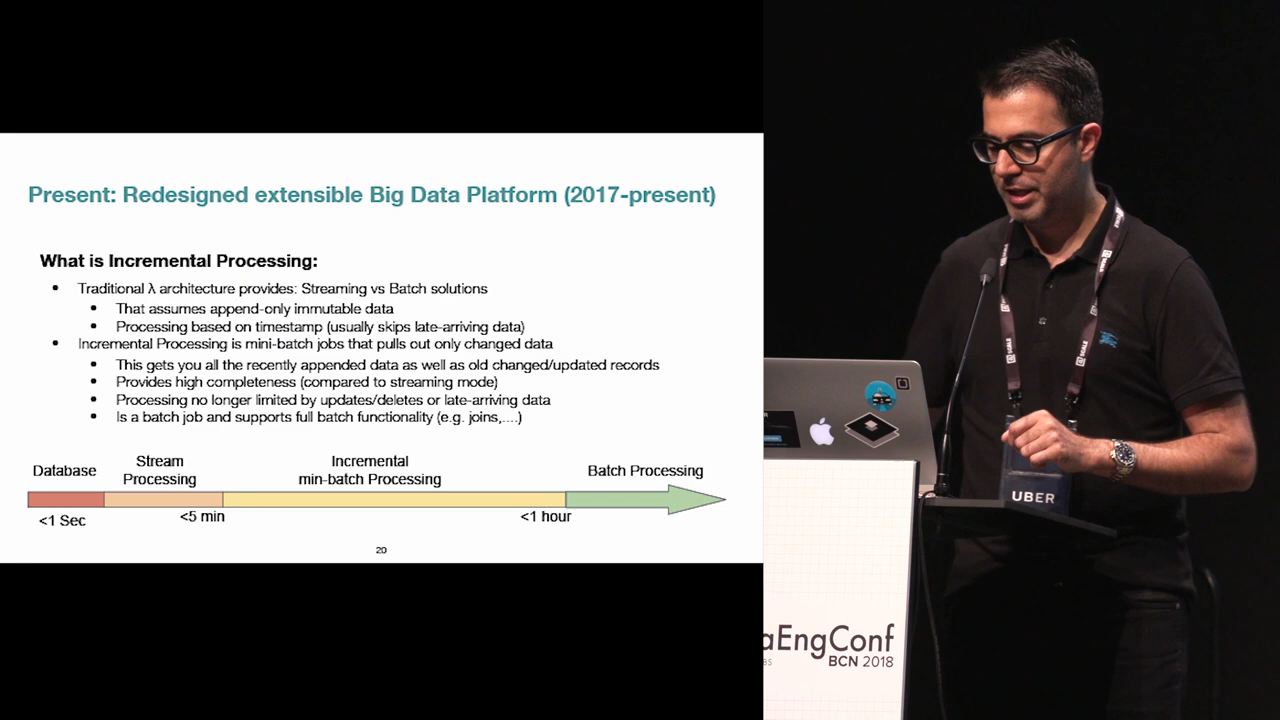 Present: Redesigned extensible Big Data Platform (2017-present)
What is Incremental Processing:
• Traditional λ architecture provides: Streaming vs Batch solutions
• That assumes append-only immutable data
• Processing based on timestamp (usually skips late-arriving data)
• Incremental Processing is mini-batch jobs that pulls out only changed data
• This gets you all the recently appended data as well as old changed/updated records
• Provides high completeness (compared to streaming mode)
• Processing no longer limited by updates/deletes or late-arriving data
• Is a batch job and supports full batch functionality (e.g. joins,....)
Database
Stream
Processing
Incremental
min-batch Processing
Batch Processing
<1 Sec
<5 min
<1 hour
20
SCALE
UBER
aEngConf
BCN 2018